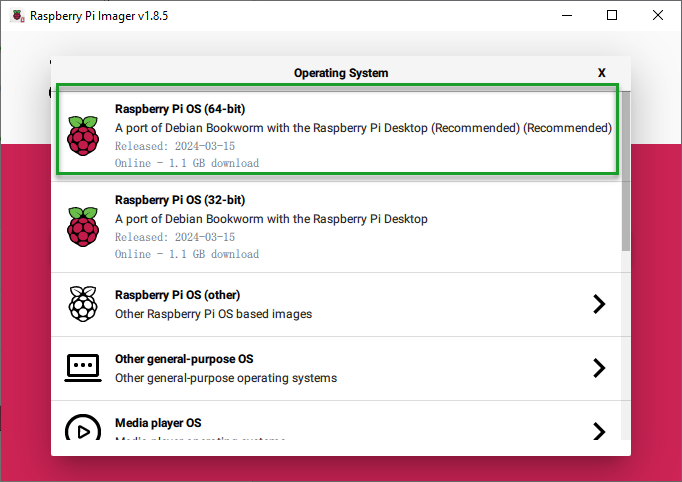 Raspberry Pi Imager v1.8.5
Operating System
X
Raspberry Pi OS (64-bit)
A port of Debian Bookworm with the Raspberry Pi Desktop (Recommended) (Recommended)
Released: 2024-03-15
Online - 1.1 GB download
Raspberry Pi OS (32-bit)
A port of Debian Bookworm with the Raspberry Pi Desktop
Released: 2024-03-15
Online - 1.1 GB download
Raspberry Pi OS (other)
Other Raspberry Pi OS based images
Other general-purpose OS
Other general-purpose operating systems
Media player OS
Media player operating systems